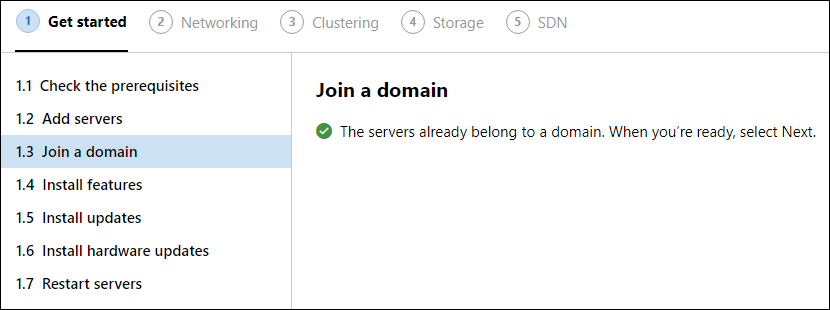 1 Get started 2 Networking 3 Clustering 4 Storage 5 SDN
1.1 Check the prerequisites
1.2 Add servers
1.3 Join a domain
1.4 Install features
1.5 Install updates
1.6 Install hardware updates
1.7 Restart servers
Join a domain
The servers already belong to a domain. When you’re ready, select Next.